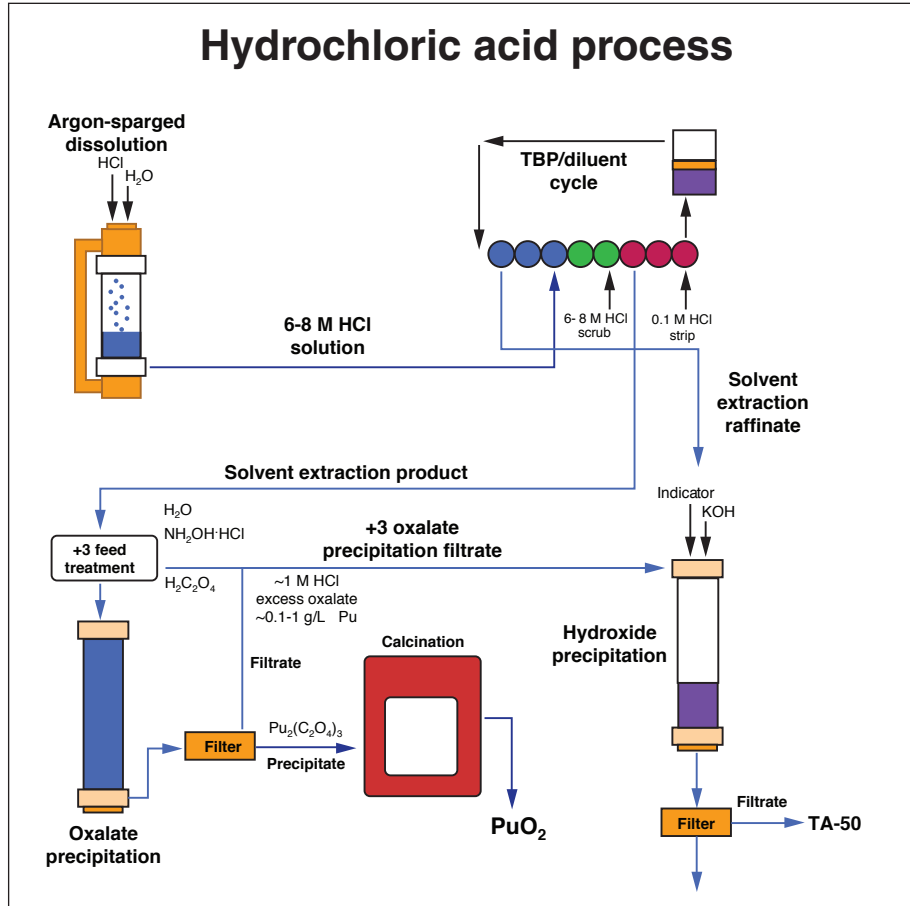 Hydrochloric acid process
Argon-sparged
dissolution
HCl
H₂O
TBP/diluent
cycle
6-8 M HCl
solution
6- 8 M HCl
scrub
0.1 M HCl
strip
Solvent
extraction
raffinate
Solvent extraction product
Indicator
KOH
H₂O
NH₂OH·HCl
H₂C₂O₄
+3 feed
treatment
+3 oxalate
precipitation filtrate
~1 M HCl
excess oxalate
~0.1-1 g/L Pu
Hydroxide
precipitation
Calcination
Filtrate
Pu₂(C₂O₄)₃
Filter
Precipitate
Oxalate
precipitation
PuO₂
Filtrate
Filter
TA-50